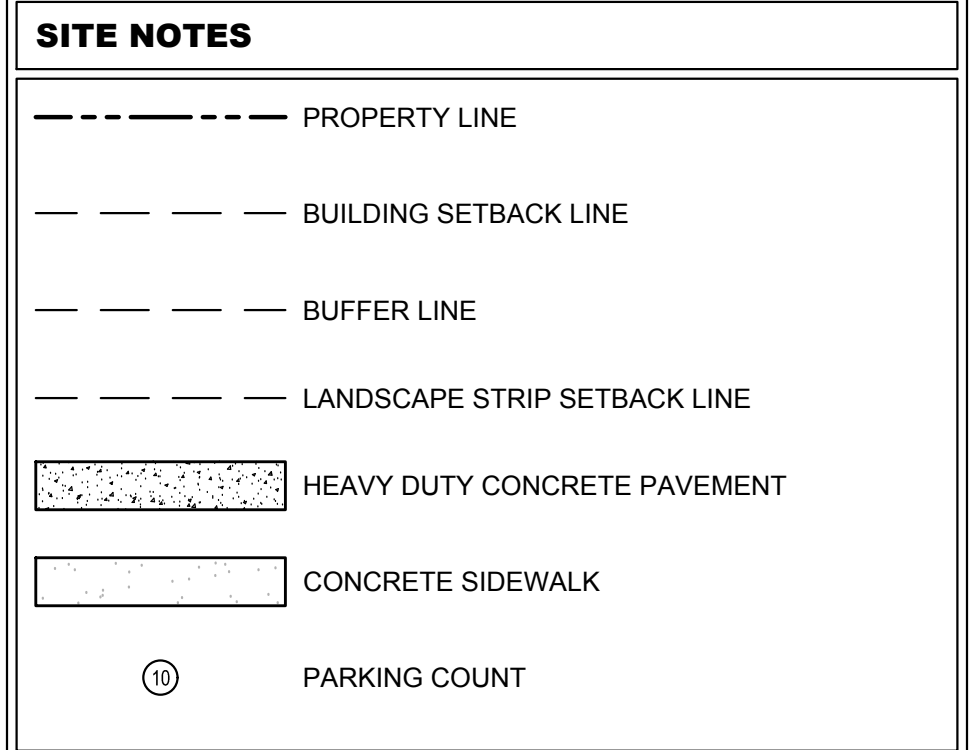 SITE NOTES
PROPERTY LINE
BUILDING SETBACK LINE
BUFFER LINE
LANDSCAPE STRIP SETBACK LINE
HEAVY DUTY CONCRETE PAVEMENT
CONCRETE SIDEWALK
10 PARKING COUNT